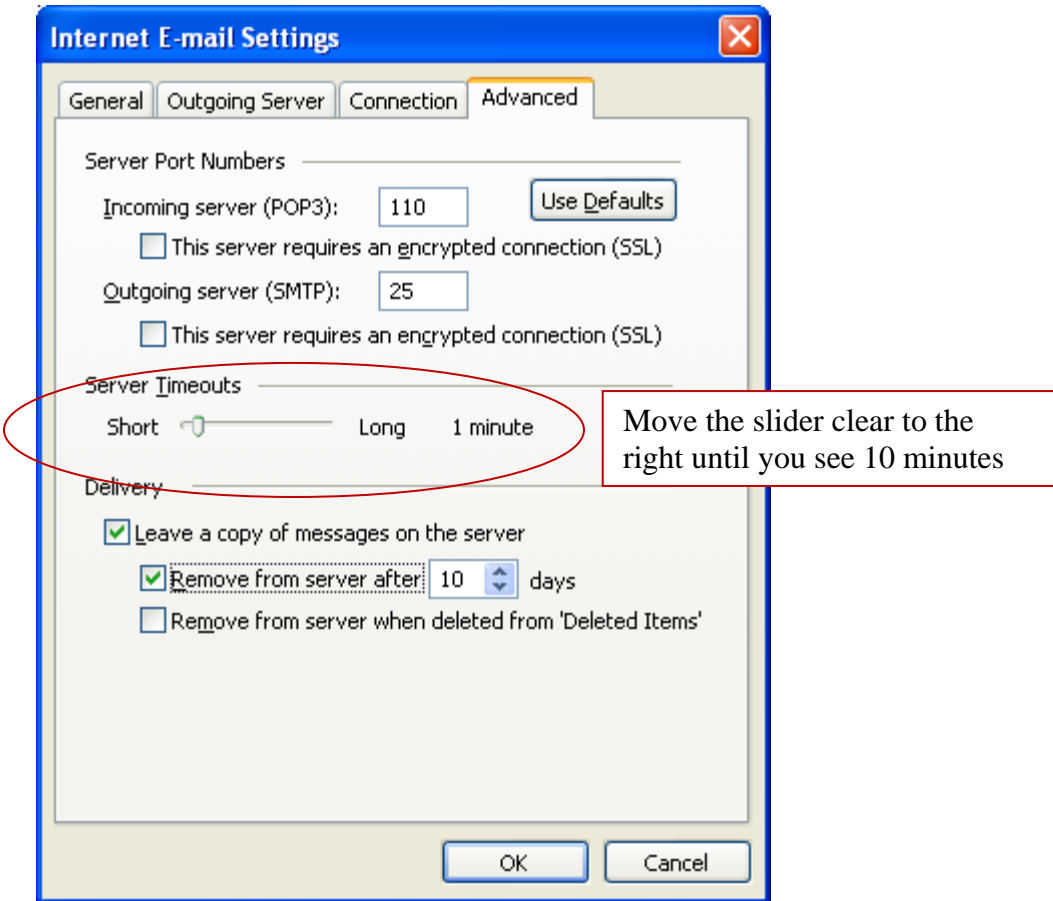 Internet E-mail Settings
General Outgoing Server Connection Advanced
Server Port Numbers
Incoming server (POP3): 110 Use Defaults
This server requires an encrypted connection (SSL)
Outgoing server (SMTP): 25
This server requires an encrypted connection (SSL)
Server Timeouts
Short Long 1 minute
Move the slider clear to the
right until you see 10 minutes
Delivery
Leave a copy of messages on the server
Remove from server after 10 days
Remove from server when deleted from 'Deleted Items'
OK Cancel